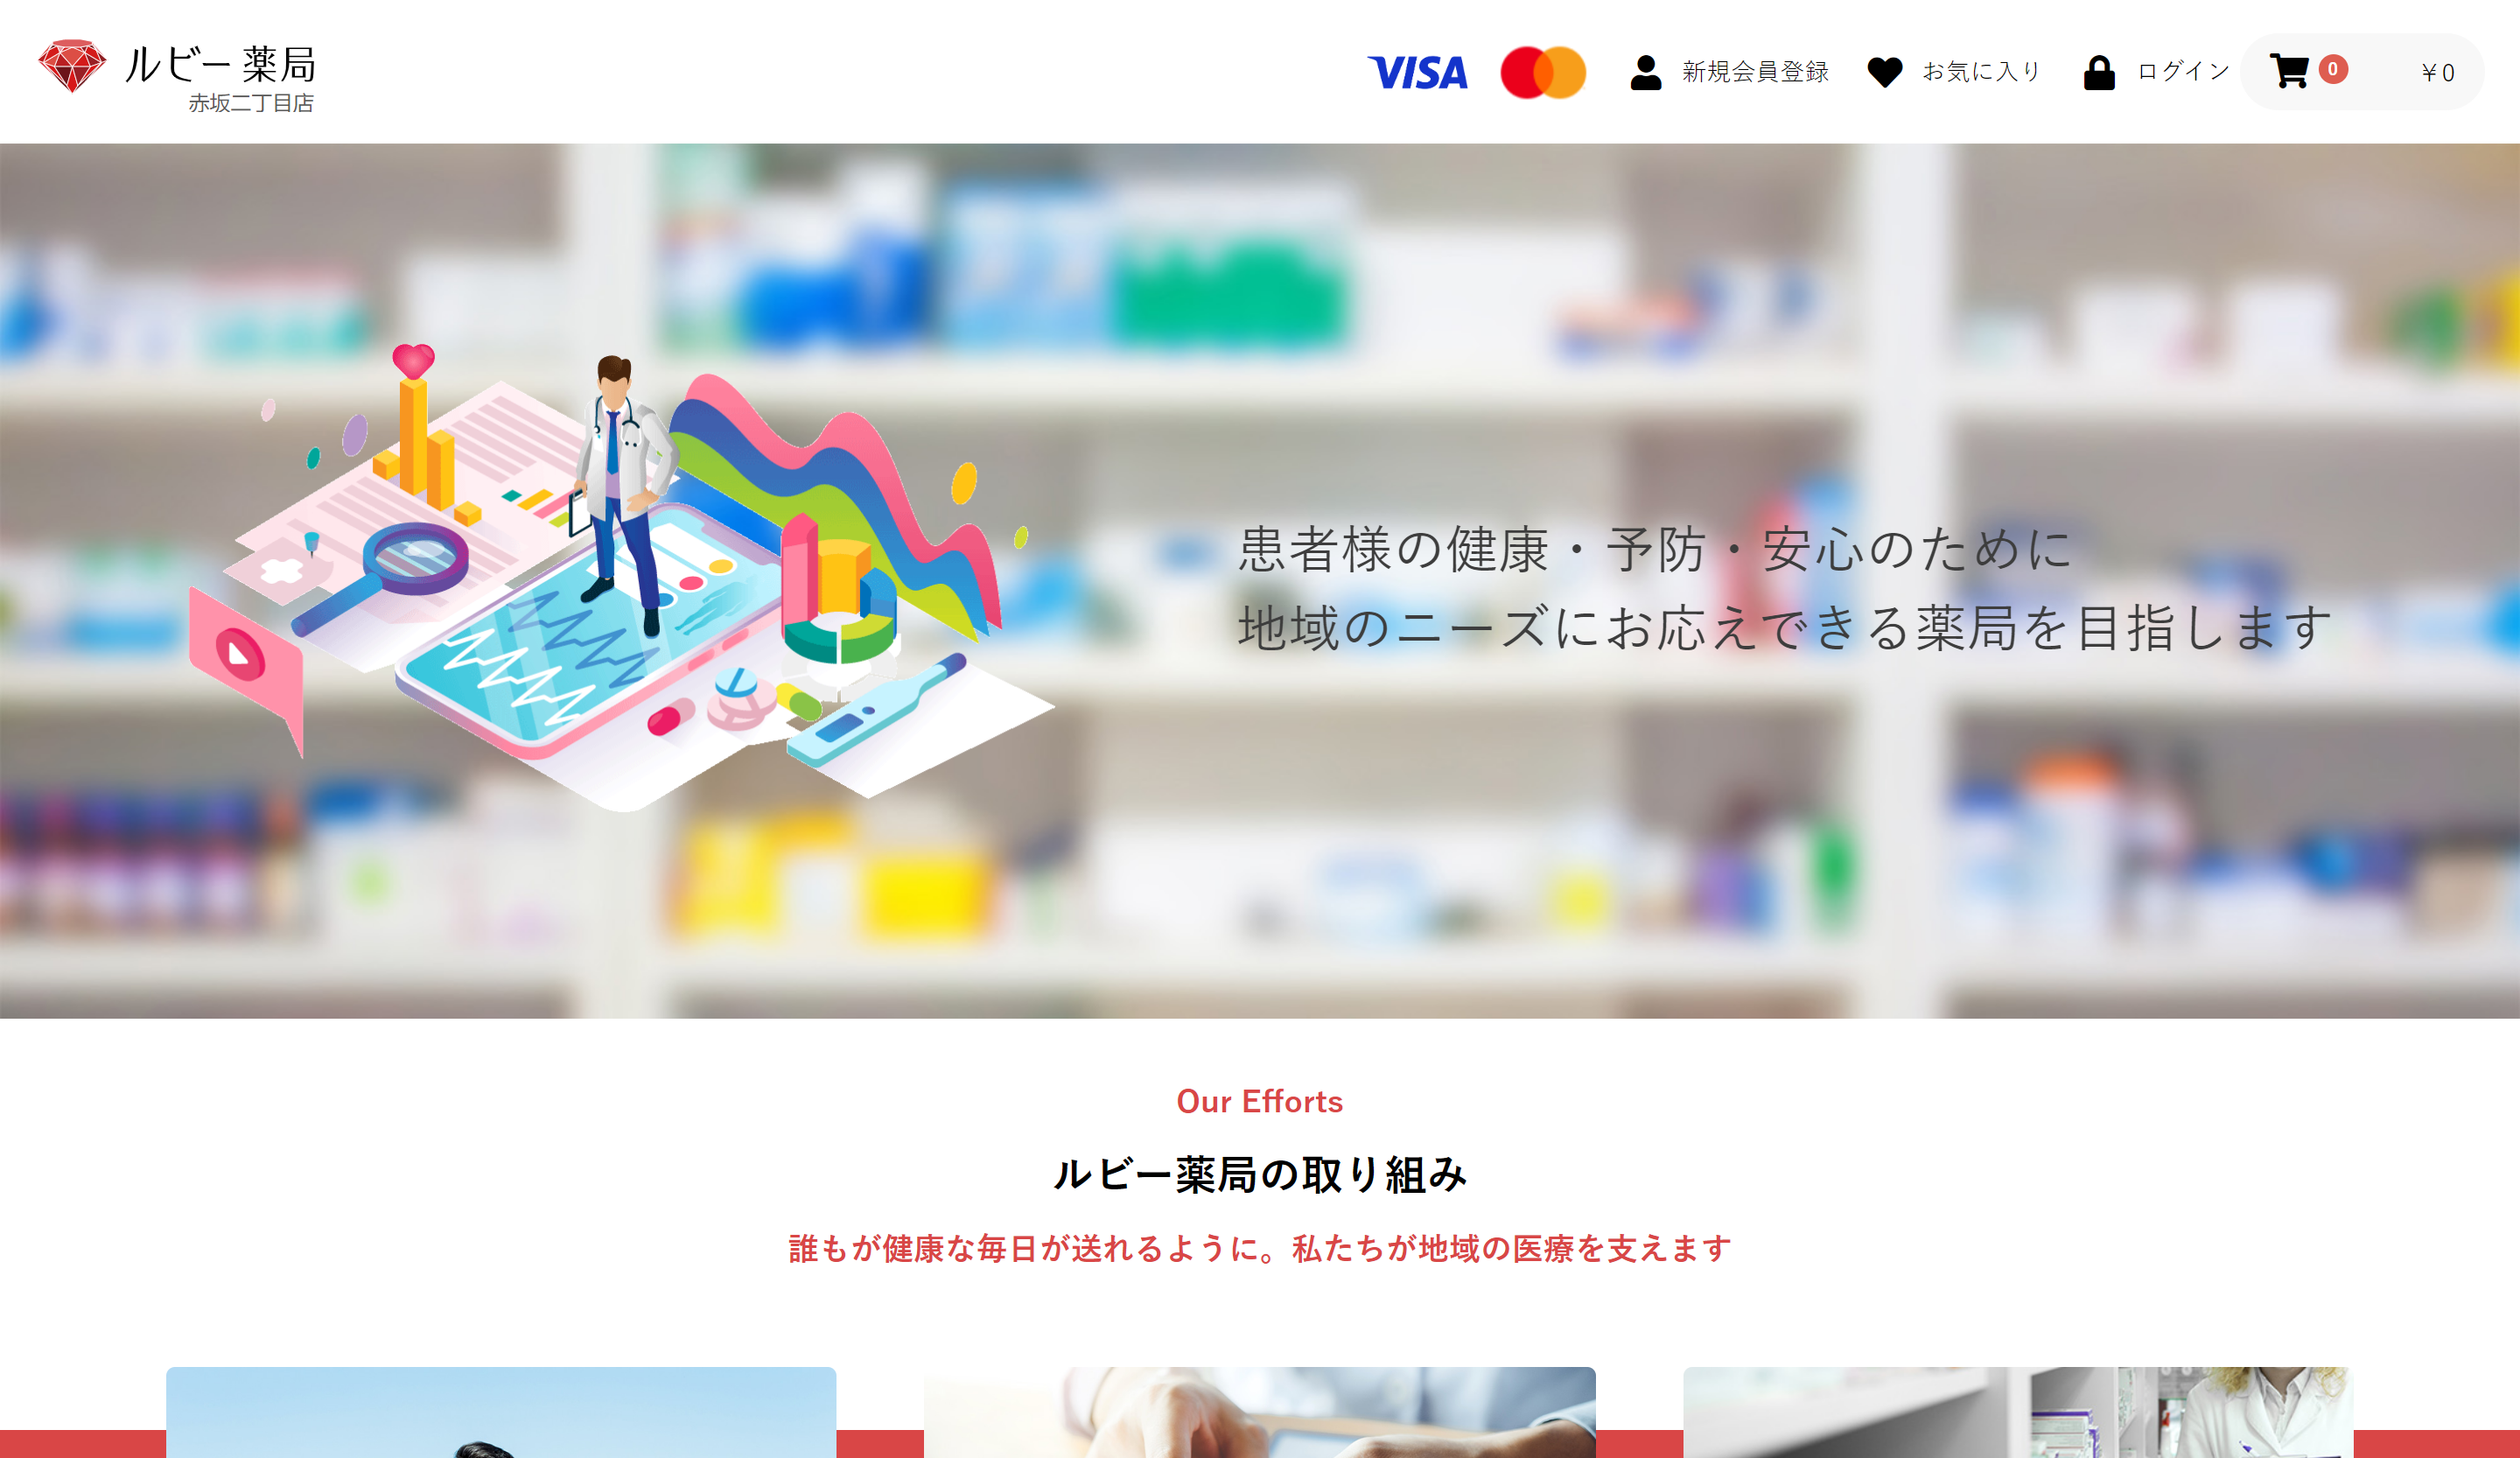 ルビー薬局
赤坂二丁目店
VISA
新規会員登録
お気に入り
ログイン
0
¥0
患者様の健康・予防・安心のために
地域のニーズにお応えできる薬局を目指します
Our Efforts
ルビー薬局の取り組み
誰もが健康な毎日が送れるように。私たちが地域の医療を支えます